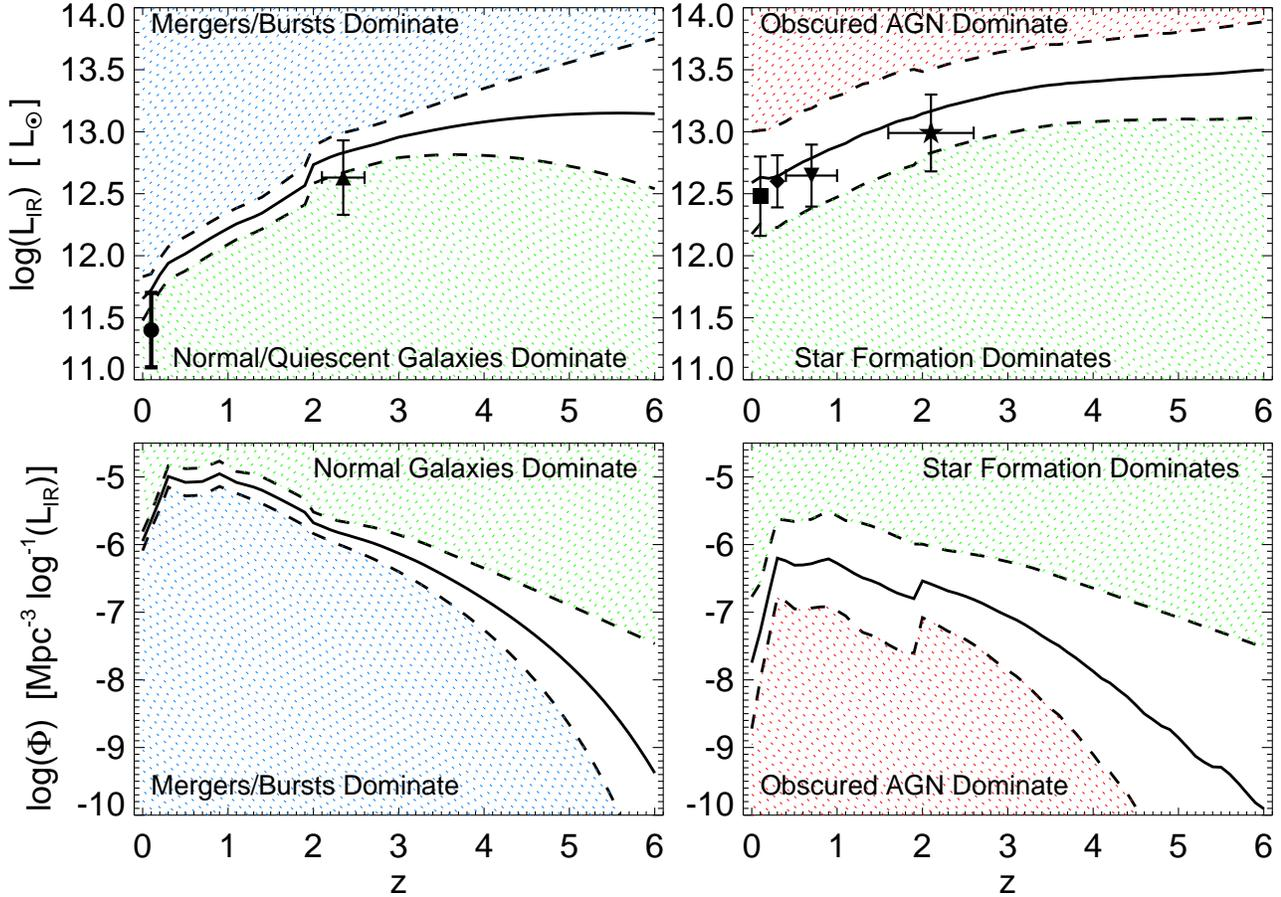 Mergers/Bursts Dominate
Normal/Quiescent Galaxies Dominate
log(L_IR) [ L_⊙]
14.0
13.5
13.0
12.5
12.0
11.5
11.0
0 1 2 3 4 5 6
Obscured AGN Dominate
Star Formation Dominates
14.0
13.5
13.0
12.5
12.0
11.5
11.0
0 1 2 3 4 5 6
Normal Galaxies Dominate
Mergers/Bursts Dominate
log(Φ) [Mpc⁻³ log⁻¹(L_IR)]
-5
-6
-7
-8
-9
-10
0 1 2 3 4 5 6
z
Star Formation Dominates
Obscured AGN Dominate
-5
-6
-7
-8
-9
-10
0 1 2 3 4 5 6
z